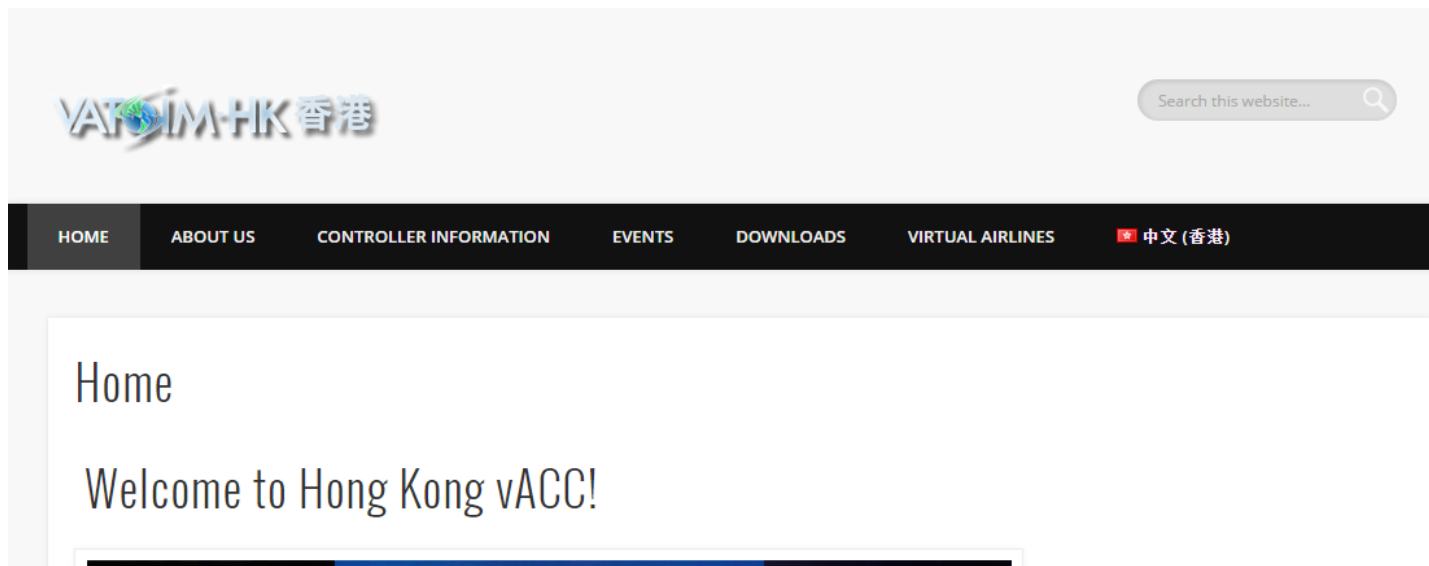 VATSIM-HK 香港
Search this website...
HOME ABOUT US CONTROLLER INFORMATION EVENTS DOWNLOADS VIRTUAL AIRLINES 中文 (香港)
Home
Welcome to Hong Kong vACC!